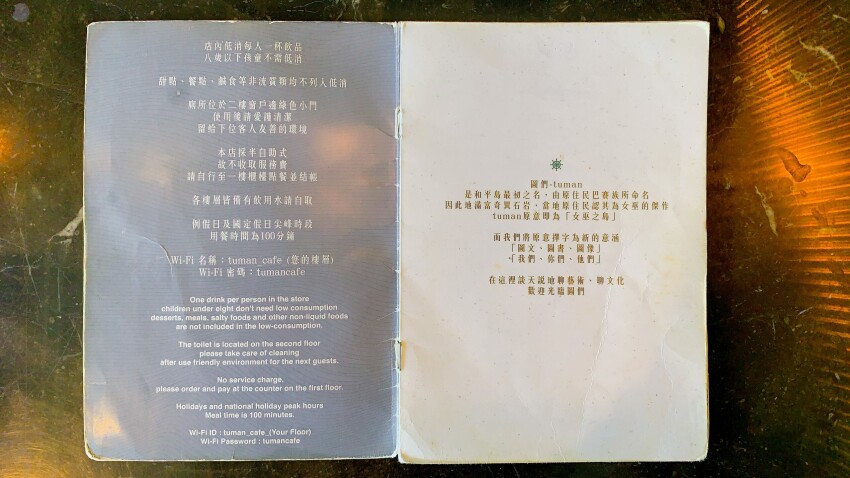 店內低消每人一杯飲品
八歲以下孩童不需低消
甜點、餐點、鹹食等非液質類均不列入低消
廁所位於二樓窗戶邊綠色小門
使用後請愛護清潔
留給下位客人友善的環境
本店採半自助式
故不收取服務費
請自行至一樓櫃檯點餐並結帳
各樓層皆備有飲用水請自取
例假日及國定假日尖峰時段
用餐時間為100分鐘
Wi-Fi 名稱：tuman_cafe (您的樓層)
Wi-Fi 密碼：tumancafe
One drink per person in the store
children under eight don't need low consumption
desserts, meals, salty foods and other non-liquid foods
are not included in the low-consumption.
The toilet is located on the second floor
please take care of cleaning
after use friendly environment for the next guests.
No service charge.
please order and pay at the counter on the first floor.
Holidays and national holiday peak hours
Meal time is 100 minutes.
Wi-Fi ID : tuman_cafe_(Your Floor)
Wi-Fi Password : tumancafe
圖們-tuman
是和平島最初之名，由原住民巴賽族所命名
因此地滿富奇異石岩，當地原住民認其為女巫的傑作
tuman原意即為「女巫之島」
而我們將原意擇字為新的意涵
「圖文、圖書、圖像」
「我們、你們、他們」
在這裡談天說地聊藝術、聊文化
歡迎光臨圖們